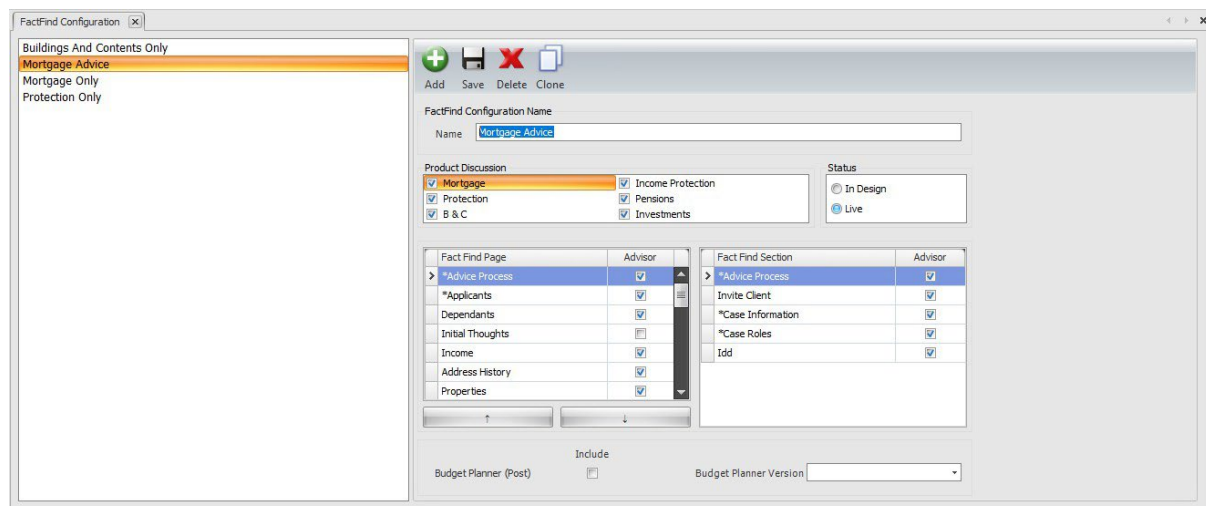 FactFind Configuration
Buildings And Contents Only
Mortgage Advice
Mortgage Only
Protection Only
Add Save Delete Clone
FactFind Configuration Name
Name Mortgage Advice
Product Discussion
Mortgage Income Protection
Protection Pensions
B & C Investments
Status
In Design
Live
Fact Find Page Advisor
*Advice Process
*Applicants
Dependants
Initial Thoughts
Income
Address History
Properties
Fact Find Section Advisor
*Advice Process
Invite Client
*Case Information
*Case Roles
Idd
Include
Budget Planner (Post) Budget Planner Version